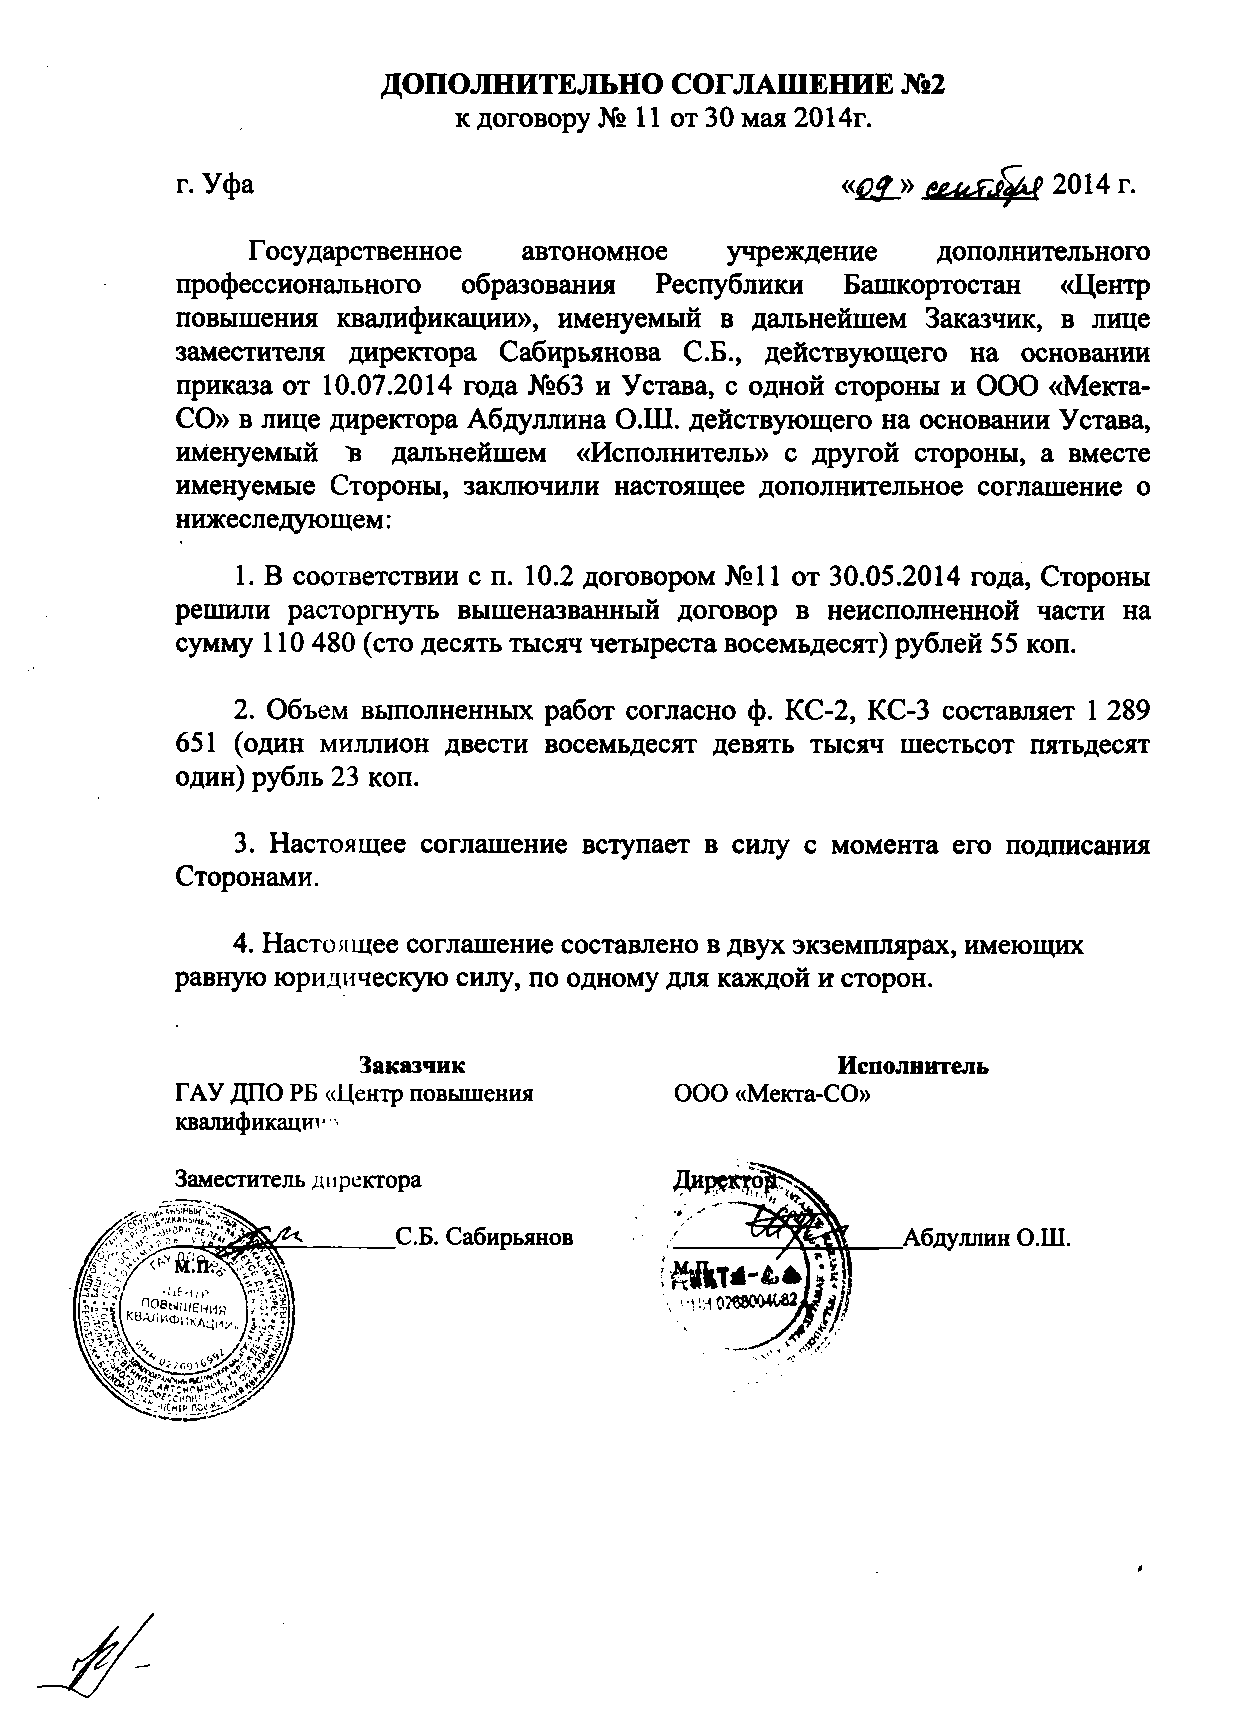 ДОПОЛНИТЕЛЬНО СОГЛАШЕНИЕ №2
к договору № 11 от 30 мая 2014г.
г. Уфа «09» сентября 2014 г.
Государственное автономное учреждение дополнительного
профессионального образования Республики Башкортостан «Центр
повышения квалификации», именуемый в дальнейшем Заказчик, в лице
заместителя директора Сабирьянова С.Б., действующего на основании
приказа от 10.07.2014 года №63 и Устава, с одной стороны и ООО «Мекта-
СО» в лице директора Абдуллина О.Ш. действующего на основании Устава,
именуемый в дальнейшем «Исполнитель» с другой стороны, а вместе
именуемые Стороны, заключили настоящее дополнительное соглашение о
нижеследующем:
1. В соответствии с п. 10.2 договором №11 от 30.05.2014 года, Стороны
решили расторгнуть вышеназванный договор в неисполненной части на
сумму 110 480 (сто десять тысяч четыреста восемьдесят) рублей 55 коп.
2. Объем выполненных работ согласно ф. КС-2, КС-3 составляет 1 289
651 (один миллион двести восемьдесят девять тысяч шестьсот пятьдесят
один) рубль 23 коп.
3. Настоящее соглашение вступает в силу с момента его подписания
Сторонами.
4. Настоящее соглашение составлено в двух экземплярах, имеющих
равную юридическую силу, по одному для каждой и сторон.
Заказчик Исполнитель
ГАУ ДПО РБ «Центр повышения ООО «Мекта-СО»
квалификации»
Заместитель директора Директор
С.Б. Сабирьянов Абдуллин О.Ш.
М.П. М.П.
ЦЕНТР
ПОВЫШЕНИЯ
КВАЛИФИКАЦИИ»